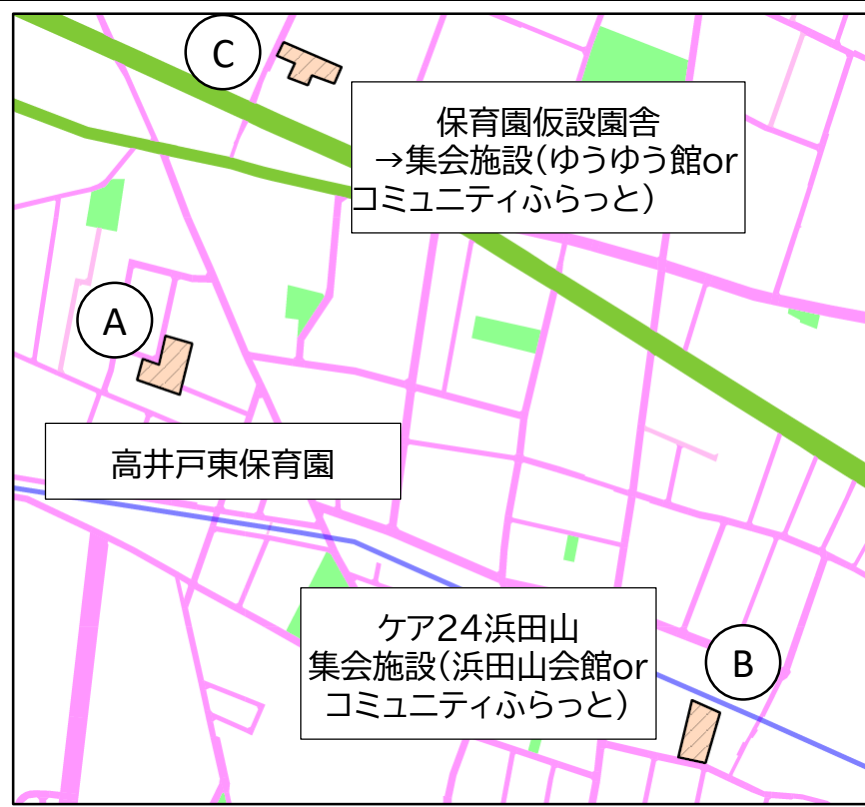 C
保育園仮設園舎
→集会施設(ゆうゆう館or
コミュニティふらっと)
A
高井戸東保育園
ケア24浜田山
集会施設(浜田山会館or
コミュニティふらっと)
B